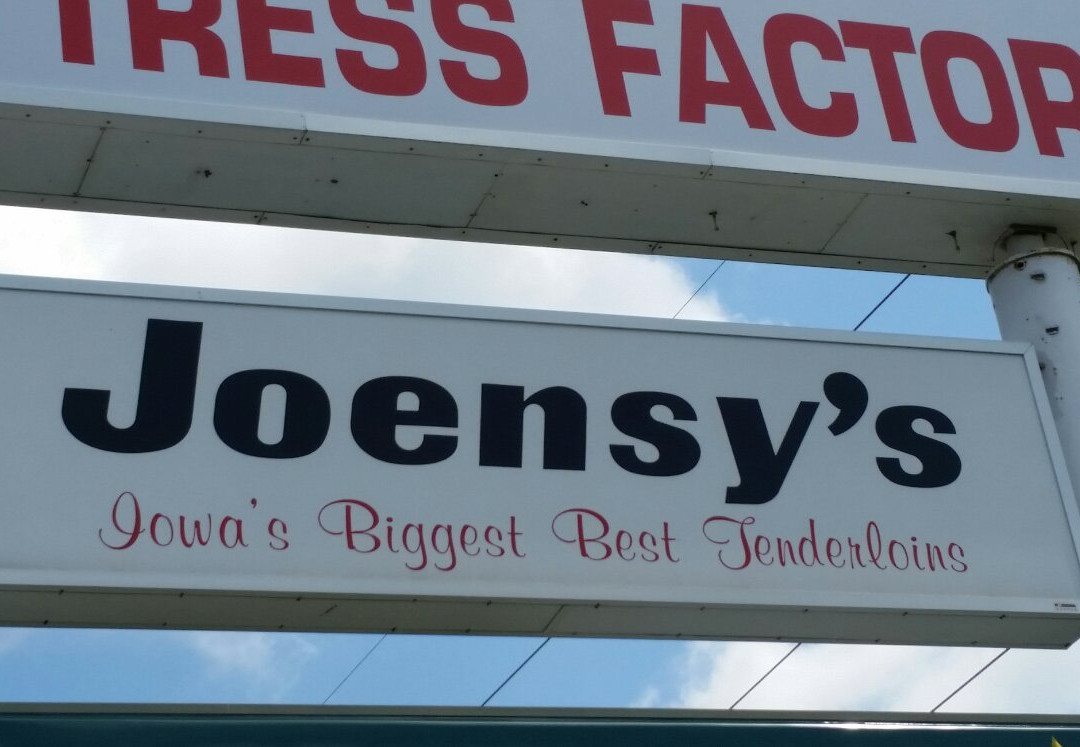 TRESS FACTOR
Joensy's
Iowa's Biggest Best Tenderloins